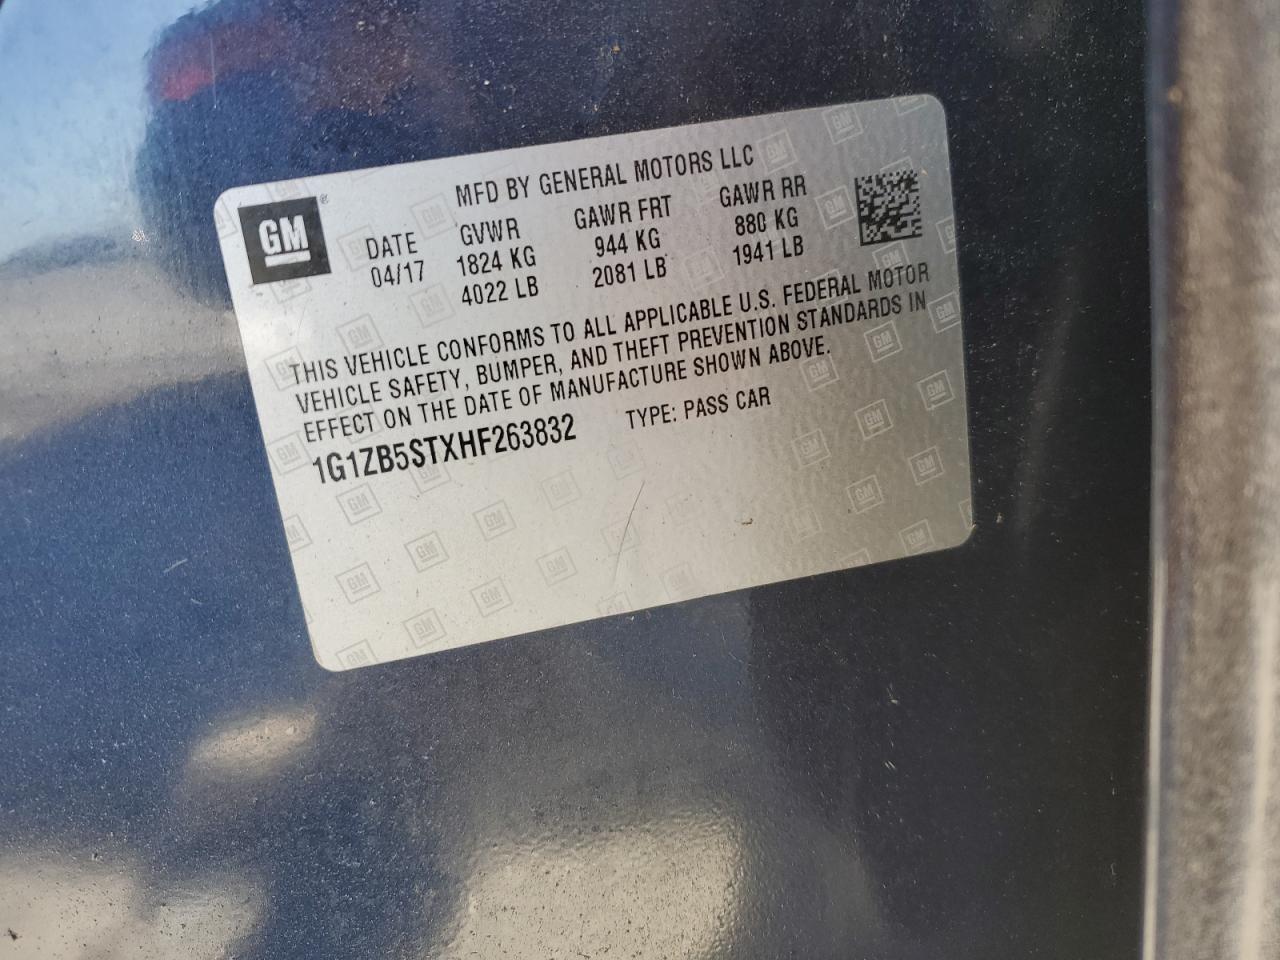 MFD BY GENERAL MOTORS LLC
GM®
DATE GVWR GAWR FRT GAWR RR
04/17 1824 KG 944 KG 880 KG
4022 LB 2081 LB 1941 LB
THIS VEHICLE CONFORMS TO ALL APPLICABLE U.S. FEDERAL MOTOR
VEHICLE SAFETY, BUMPER, AND THEFT PREVENTION STANDARDS IN
EFFECT ON THE DATE OF MANUFACTURE SHOWN ABOVE.
1G1ZB5STXHF263832 TYPE: PASS CAR